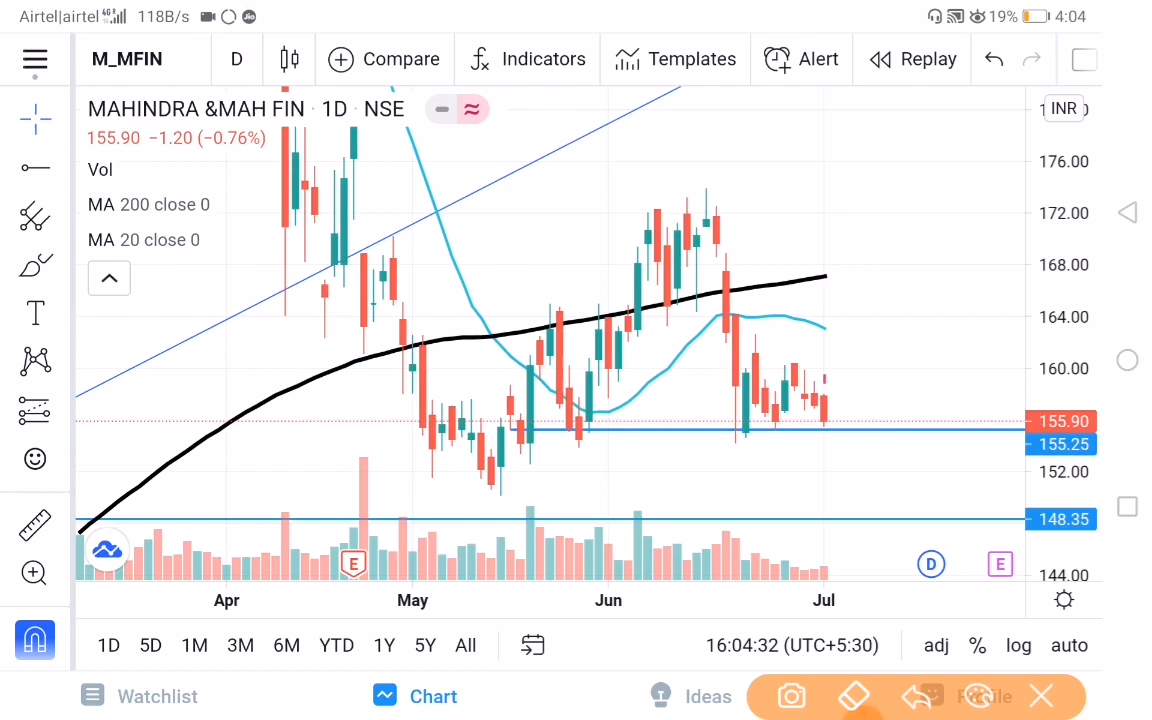 Airtel|airtel 4G 118B/s Jio 19% 4:04
M_MFIN D Compare Indicators Templates Alert Replay
MAHINDRA &MAH FIN · 1D · NSE
INR
155.90 −1.20 (−0.76%)
Vol
MA 200 close 0
MA 20 close 0
176.00
172.00
168.00
164.00
160.00
155.90
155.25
152.00
148.35
144.00
E D E
Apr May Jun Jul
1D 5D 1M 3M 6M YTD 1Y 5Y All 16:04:32 (UTC+5:30) adj % log auto
Watchlist Chart Ideas